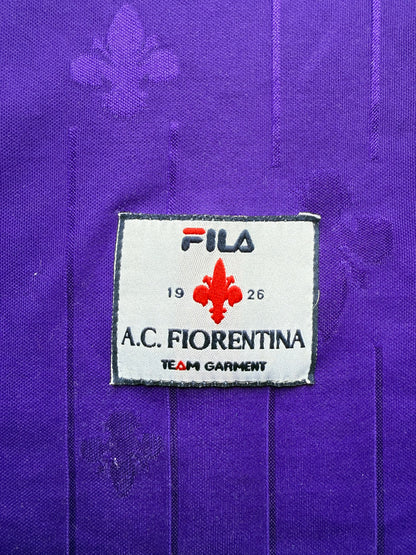 FILA
19 26
A.C. FIORENTINA
TEAM GARMENT